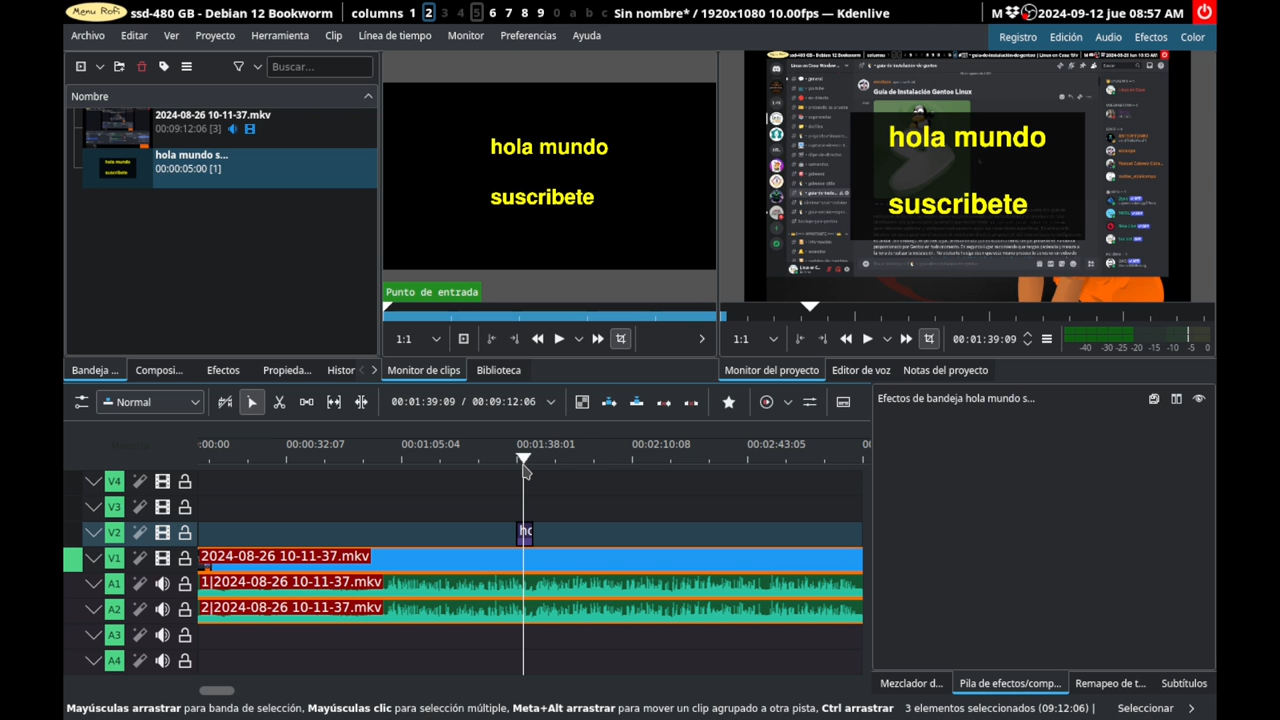 Menu Rofi ssd-480 GB - Debian 12 Bookworm columns 1 2 3 4 5 6 7 8 9 0 a b c Sin nombre* / 1920x1080 10.00fps — Kdenlive M 2024-09-12 jue 08:57 AM
Archivo Editar Ver Proyecto Herramienta Clip Línea de tiempo Monitor Preferencias Ayuda Registro Edición Audio Efectos Color
Buscar...
Nombre
2024-08-26 10-11-37.mkv
00:09:12:06 [3]
hola mundo s...
00:00:05:00 [1]
hola mundo
suscribete
Punto de entrada
Guía de Instalación Gentoo Linux
hola mundo
suscribete
1:1
1:1 00:01:39:09 -40 -30 -25 -20 -15 -10 -5 0
Bandeja ... Composi... Efectos Propieda... Histor Monitor de clips Biblioteca Monitor del proyecto Editor de voz Notas del proyecto
Normal 00:01:39:09 / 00:09:12:06
Efectos de bandeja hola mundo s...
:00:00 00:00:32:07 00:01:05:04 00:01:38:01 00:02:10:08 00:02:43:05 00
V4
V3
V2 ho
V1 2024-08-26 10-11-37.mkv
A1 1|2024-08-26 10-11-37.mkv
A2 2|2024-08-26 10-11-37.mkv
A3
A4
Mezclador d... Pila de efectos/comp... Remapeo de t... Subtítulos
Mayúsculas arrastrar para banda de selección, Mayúsculas clic para selección múltiple, Meta+Alt arrastrar para mover un clip agrupado a otra pista, Ctrl arrastrar 3 elementos seleccionados (09:12:06) | Seleccionar